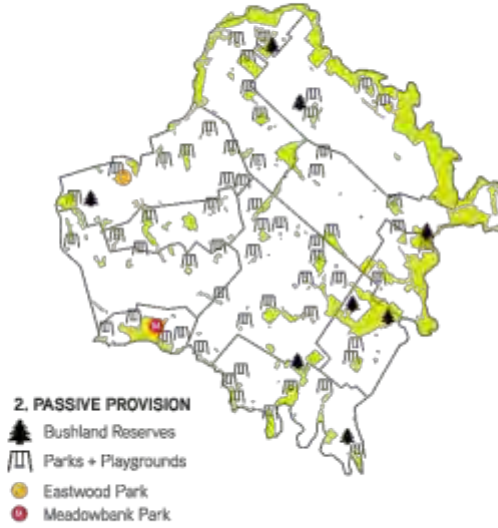 2. PASSIVE PROVISION
Bushland Reserves
Parks + Playgrounds
Eastwood Park
Meadowbank Park